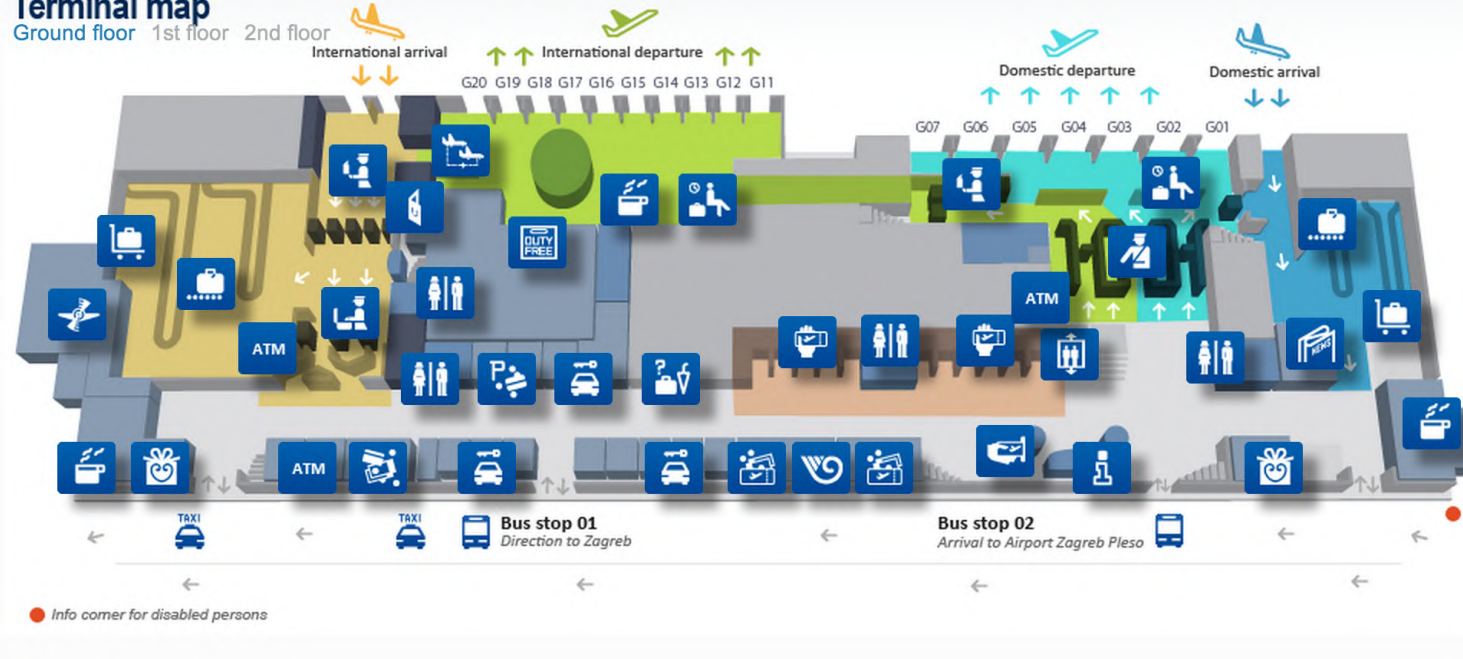 Terminal map
Ground floor 1st floor 2nd floor
International arrival
International departure
Domestic departure
Domestic arrival
G20 G19 G18 G17 G16 G15 G14 G13 G12 G11
G07 G06 G05 G04 G03 G02 G01
DUTY
FREE
ATM
ATM
NEWS
P
?
ATM
i
TAXI
TAXI
Bus stop 01
Direction to Zagreb
Bus stop 02
Arrival to Airport Zagreb Pleso
Info corner for disabled persons